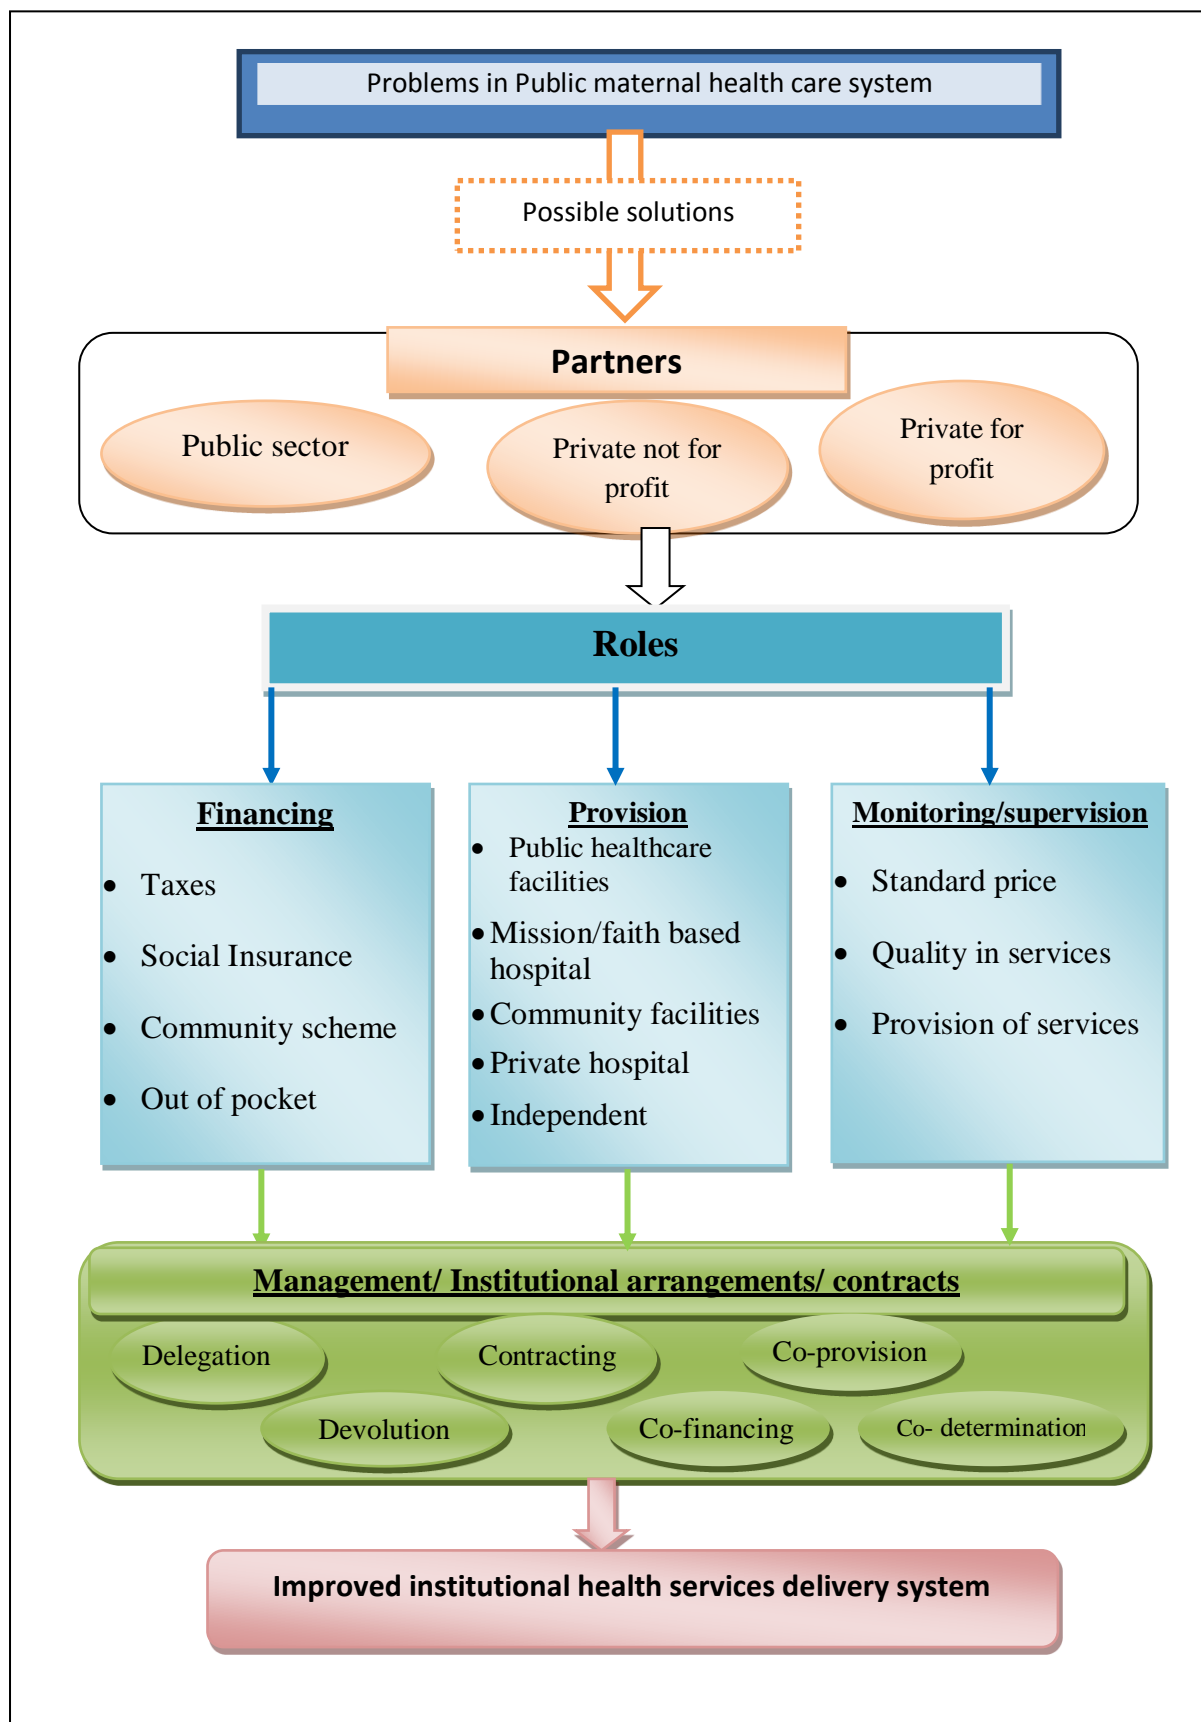 Problems in Public maternal health care system
Possible solutions
Partners
Public sector
Private not for
profit
Private for
profit
Roles
Financing
• Taxes
• Social Insurance
• Community scheme
• Out of pocket
Provision
• Public healthcare
facilities
• Mission/faith based
hospital
• Community facilities
• Private hospital
• Independent
Monitoring/supervision
• Standard price
• Quality in services
• Provision of services
Management/ Institutional arrangements/ contracts
Delegation
Contracting
Co-provision
Devolution
Co-financing
Co- determination
Improved institutional health services delivery system